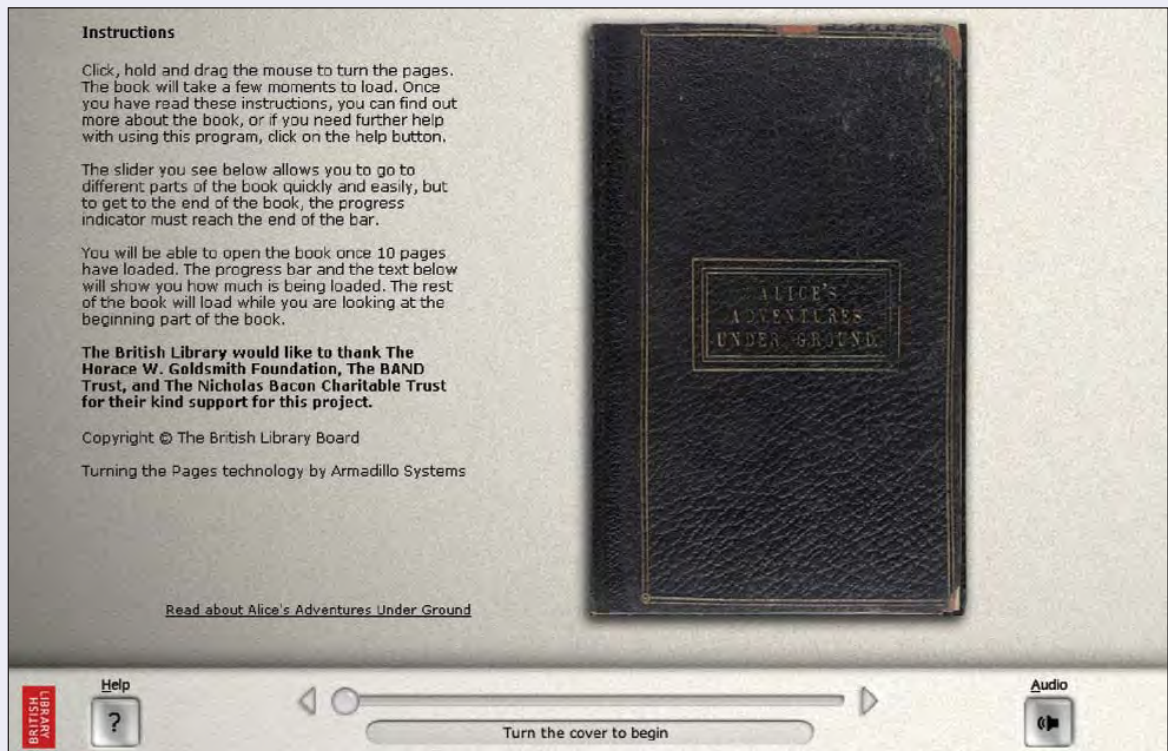 Instructions
Click, hold and drag the mouse to turn the pages.
The book will take a few moments to load. Once
you have read these instructions, you can find out
more about the book, or if you need further help
with using this program, click on the help button.
The slider you see below allows you to go to
different parts of the book quickly and easily, but
to get to the end of the book, the progress
indicator must reach the end of the bar.
You will be able to open the book once 10 pages
have loaded. The progress bar and the text below
will show you how much is being loaded. The rest
of the book will load while you are looking at the
beginning part of the book.
The British Library would like to thank The
Horace W. Goldsmith Foundation, The BAND
Trust, and The Nicholas Bacon Charitable Trust
for their kind support for this project.
Copyright © The British Library Board
Turning the Pages technology by Armadillo Systems
Read about Alice's Adventures Under Ground
ALICE'S
ADVENTURES
UNDER GROUND
BRITISH
LIBRARY
Help
?
Turn the cover to begin
Audio